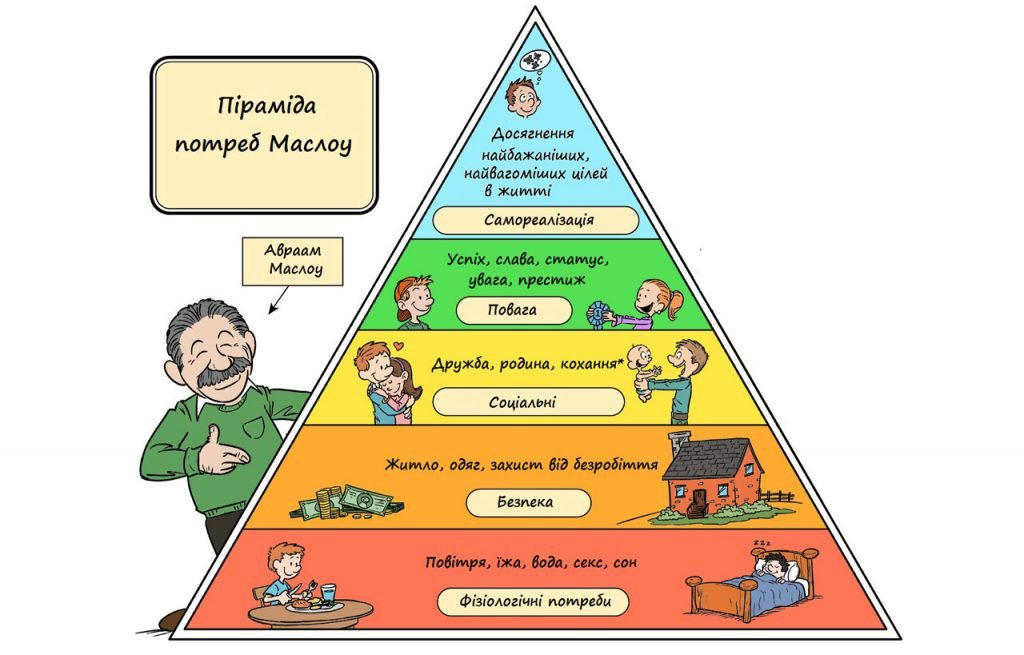 Піраміда
потреб Маслоу
Авраам
Маслоу
Досягнення
найбажаніших,
найвагоміших цілей
в житті
Самореалізація
Успіх, слава, статус,
увага, престиж
Повага
Дружба, родина, кохання*
Соціальні
Житло, одяг, захист від безробіття
Безпека
zzz
Повітря, їжа, вода, секс, сон
Фізіологічні потреби